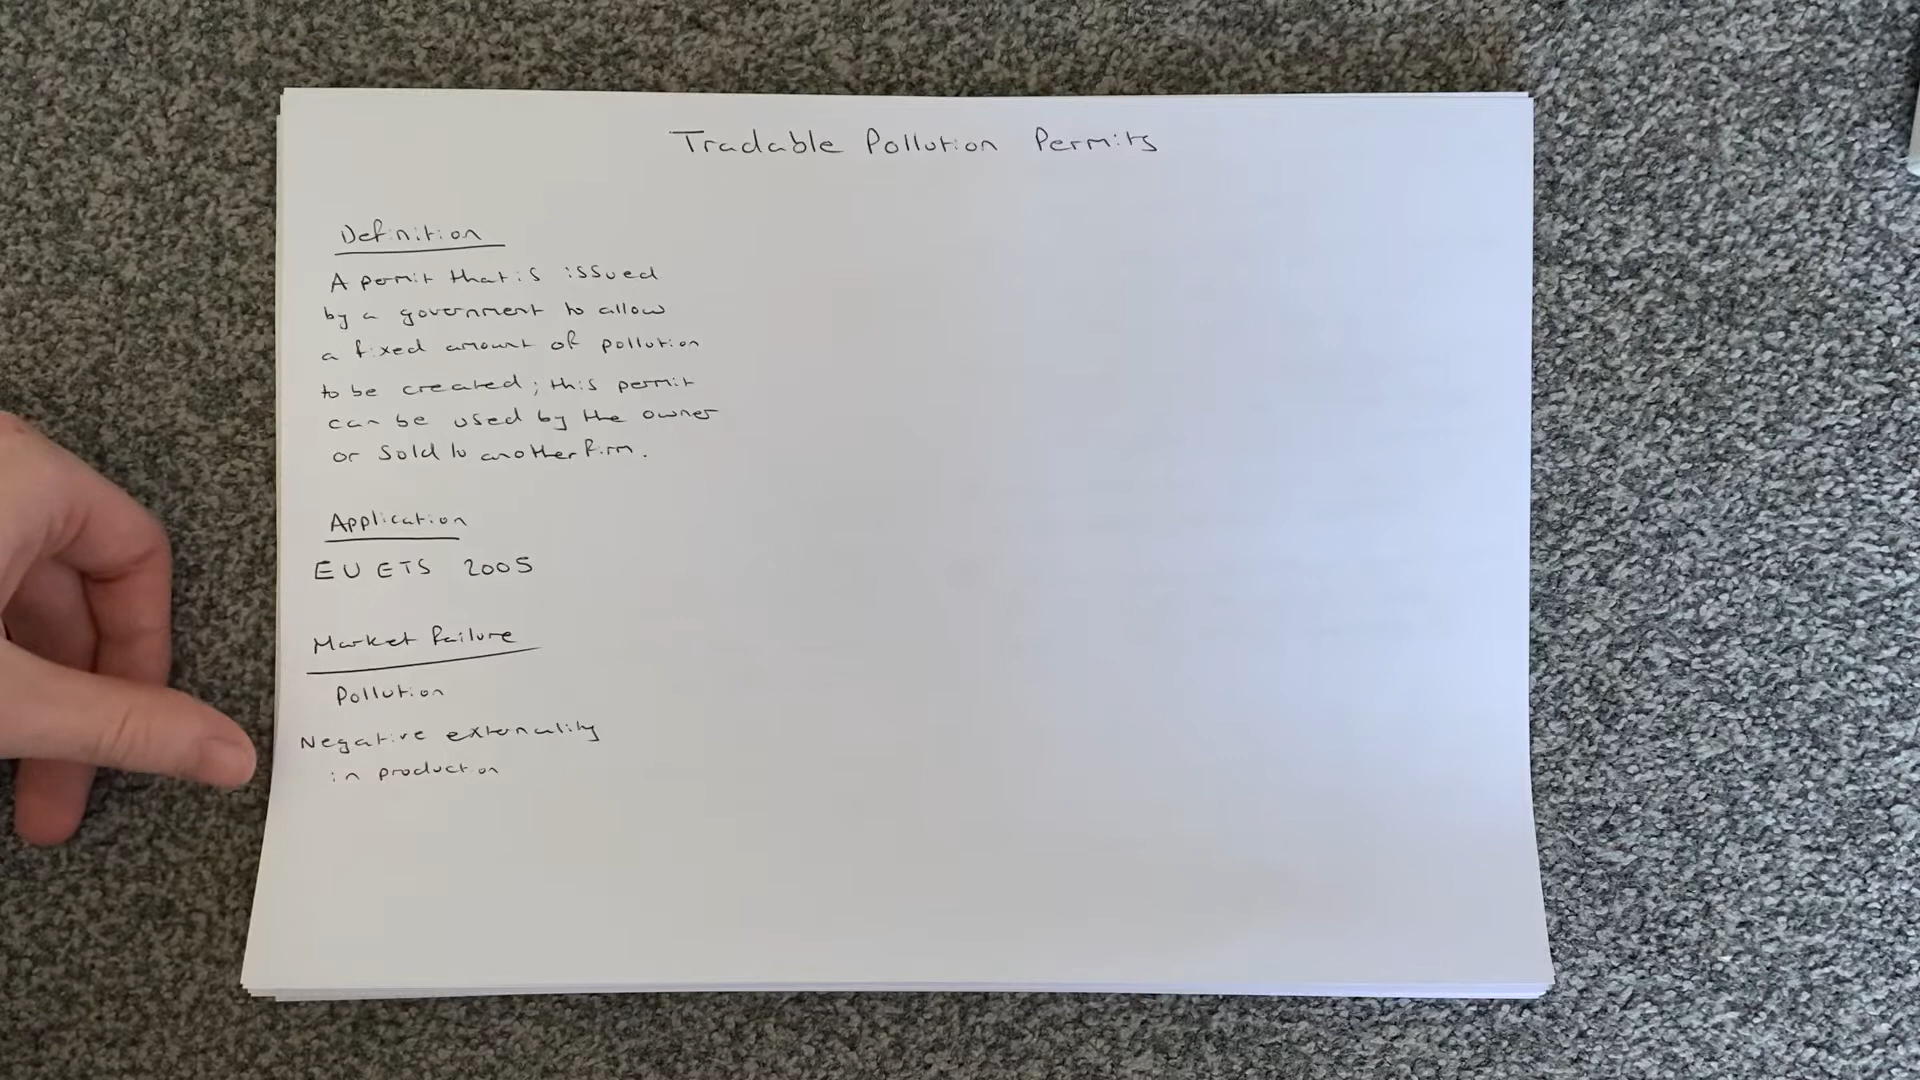 Tradable Pollution Permits
Definition
A permit that is issued
by a government to allow
a fixed amount of pollution
to be created; this permit
can be used by the owner
or sold to another firm.
Application
EU ETS 2005
Market failure
Pollution
Negative externality
in production